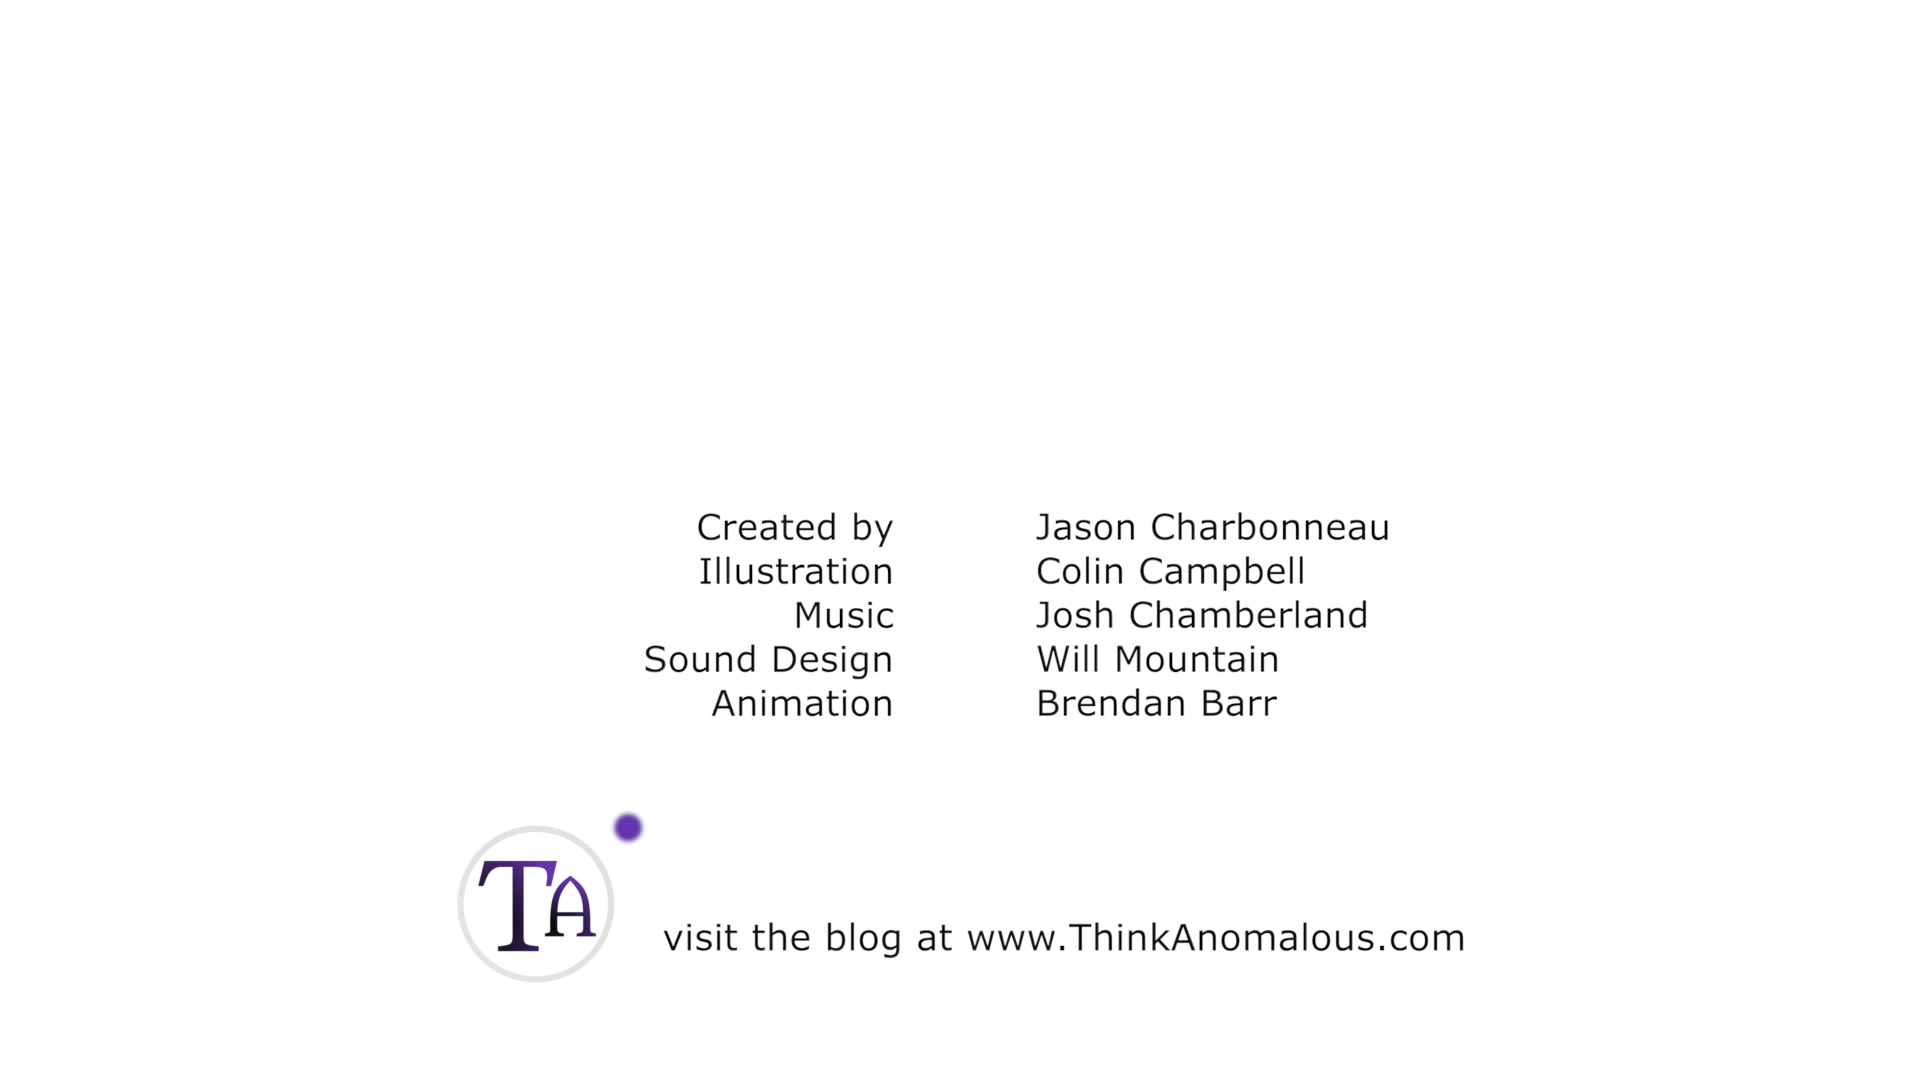 Created by Jason Charbonneau
Illustration Colin Campbell
Music Josh Chamberland
Sound Design Will Mountain
Animation Brendan Barr
TA
visit the blog at www.ThinkAnomalous.com